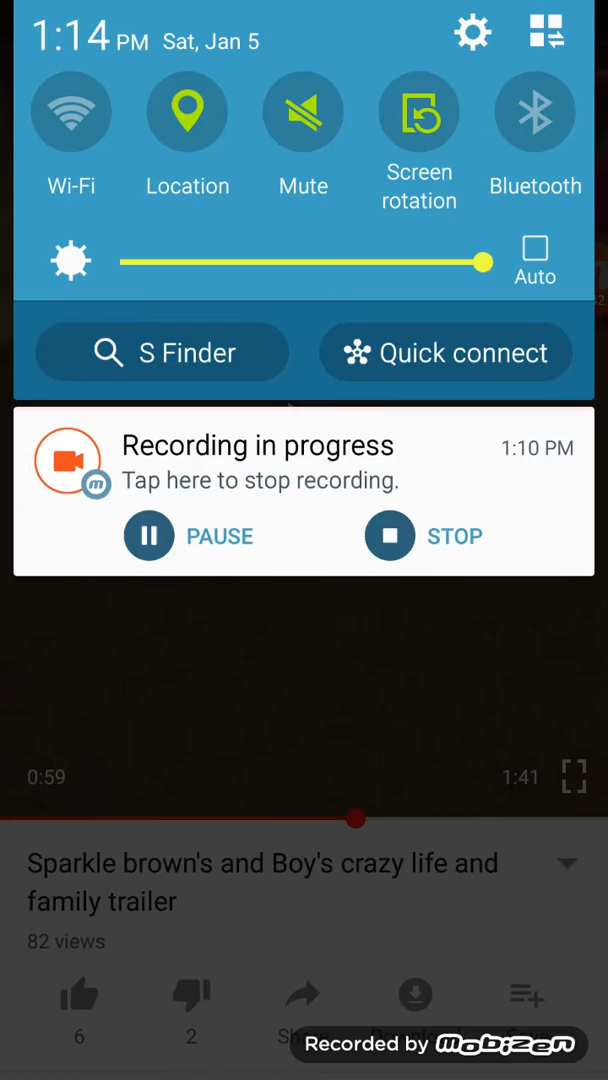 1:14 PM Sat, Jan 5
Wi-Fi
Location
Mute
Screen
rotation
Bluetooth
Auto
S Finder
Quick connect
Recording in progress
1:10 PM
Tap here to stop recording.
m
PAUSE
STOP
0:59
1:41
Sparkle brown's and Boy's crazy life and
family trailer
82 views
6
2
Recorded by mobizen